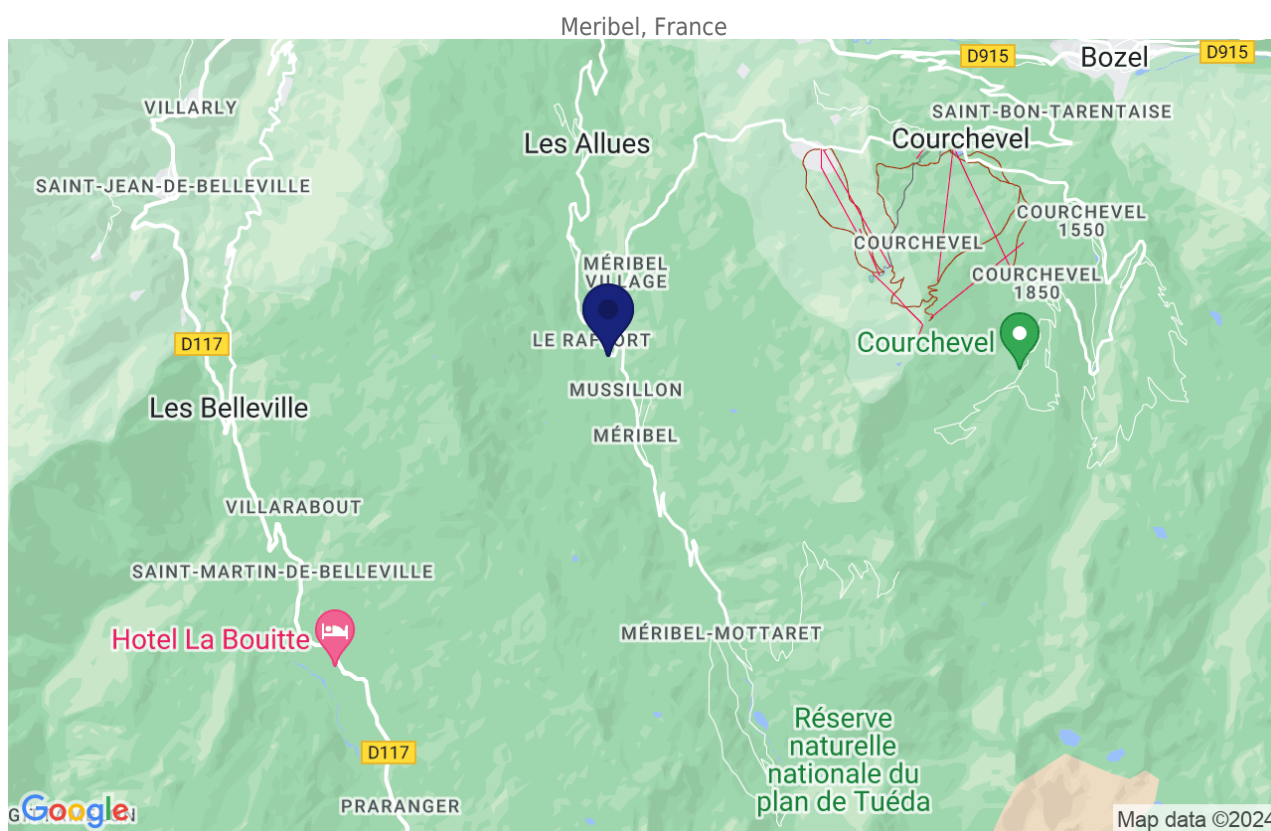 Meribel, France
D915
Bozel
D915
VILLARLY
SAINT-BON-TARENTAISE
Les Allues
Courchevel
SAINT-JEAN-DE-BELLEVILLE
COURCHEVEL
1550
COURCHEVEL
MÉRIBEL
VILLAGE
COURCHEVEL
1850
D117
LE RAFFORT
Courchevel
MUSSILLON
Les Belleville
MÉRIBEL
VILLARABOUT
SAINT-MARTIN-DE-BELLEVILLE
Hotel La Bouitte
MÉRIBEL-MOTTARET
Réserve
naturelle
nationale du
plan de Tuéda
D117
PRARANGER
Google
Map data ©2024